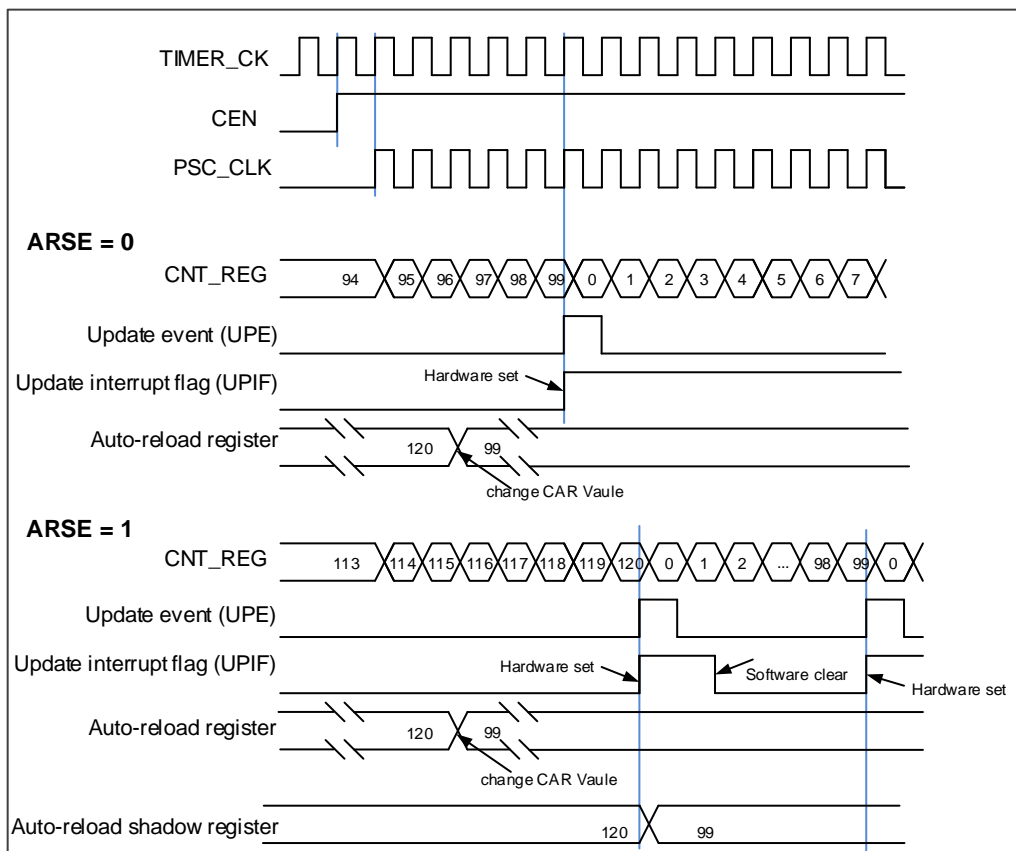 TIMER_CK
CEN
PSC_CLK
ARSE = 0
CNT_REG 94 95 96 97 98 99 0 1 2 3 4 5 6 7
Update event (UPE)
Hardware set
Update interrupt flag (UPIF)
Auto-reload register 120 99
change CAR Vaule
ARSE = 1
CNT_REG 113 114 115 116 117 118 119 120 0 1 2 ... 98 99 0
Update event (UPE)
Update interrupt flag (UPIF) Hardware set Software clear
Hardware set
Auto-reload register 120 99
change CAR Vaule
Auto-reload shadow register 120 99